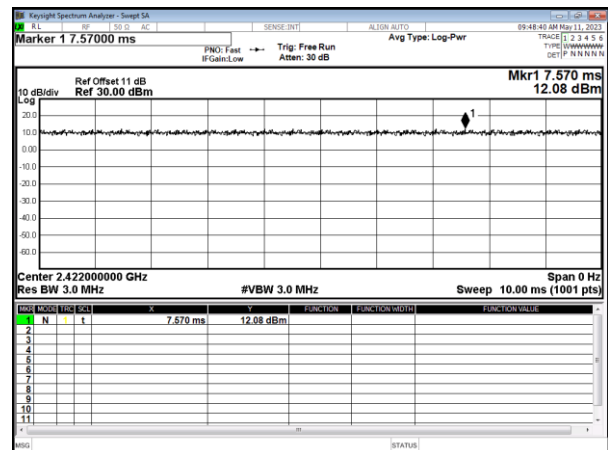 Keysight Spectrum Analyzer - Swept SA
RL RF 50 Ω AC SENSE:INT ALIGN AUTO 09:48:40 AM May 11, 2023
Marker 1 7.57000 ms
PNO: Fast
IFGain:Low
Trig: Free Run
Atten: 30 dB
Avg Type: Log-Pwr
TRACE 1 2 3 4 5 6
TYPE WWWWWW
DET P N N N N N
Ref Offset 11 dB
10 dB/div Ref 30.00 dBm
Mkr1 7.570 ms
12.08 dBm
Log
20.0
10.0
0.00
-10.0
-20.0
-30.0
-40.0
-50.0
-60.0
1
Center 2.422000000 GHz Span 0 Hz
Res BW 3.0 MHz #VBW 3.0 MHz Sweep 10.00 ms (1001 pts)
MKR MODE TRC SCL X Y FUNCTION FUNCTION WIDTH FUNCTION VALUE
1 N 1 t 7.570 ms 12.08 dBm
2
3
4
5
6
7
8
9
10
11
MSG STATUS